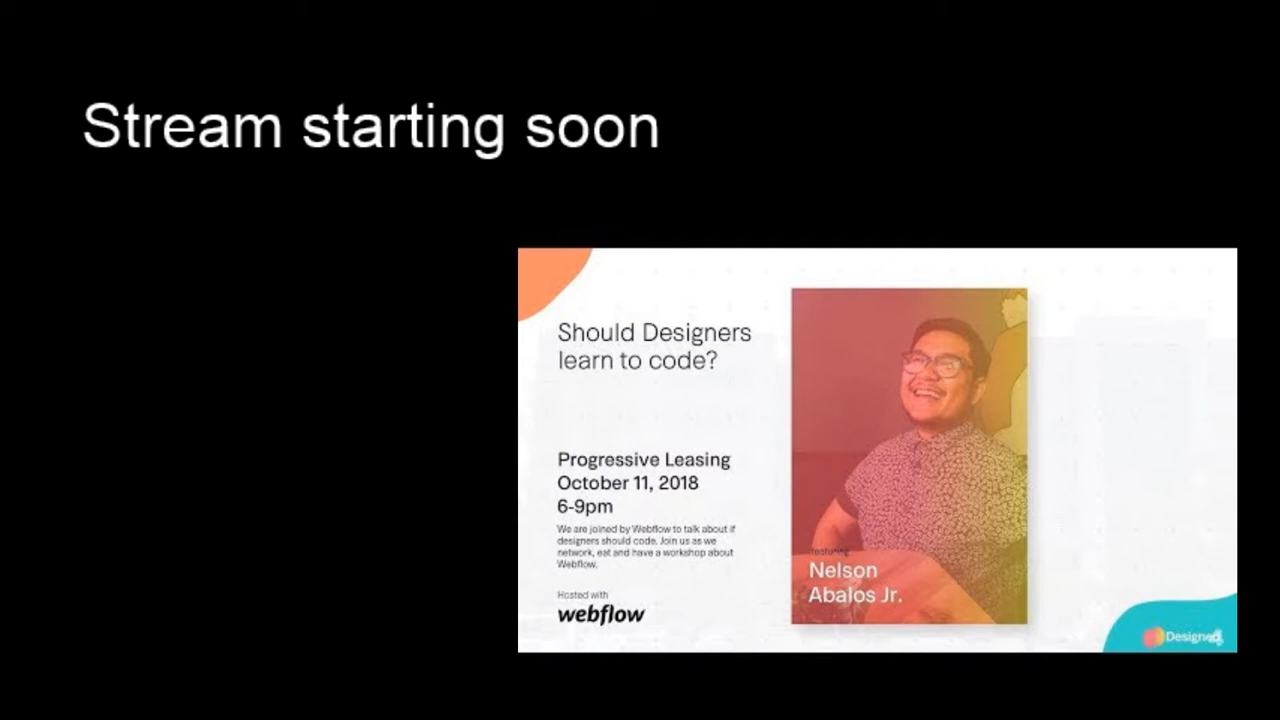 Stream starting soon
Should Designers
learn to code?
Progressive Leasing
October 11, 2018
6-9pm
We are joined by Webflow to talk about if
designers should code. Join us as we
network, eat and have a workshop about
Webflow.
Hosted with
webflow
featuring
Nelson
Abalos Jr.
Designed